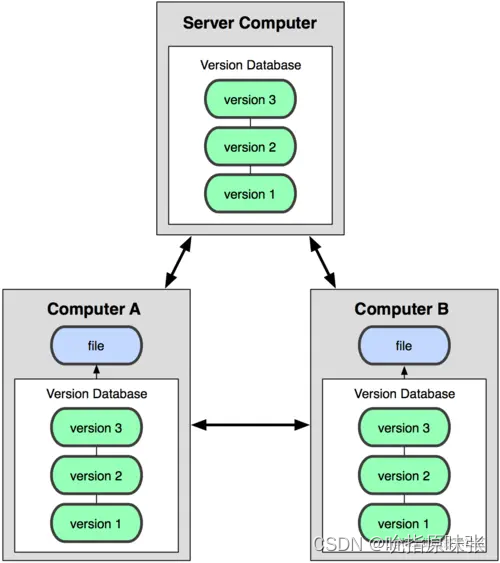 Server Computer
Version Database
version 3
version 2
version 1
Computer A
file
Version Database
version 3
version 2
version 1
Computer B
file
Version Database
version 3
version 2
version 1
CSDN @吮指原味张